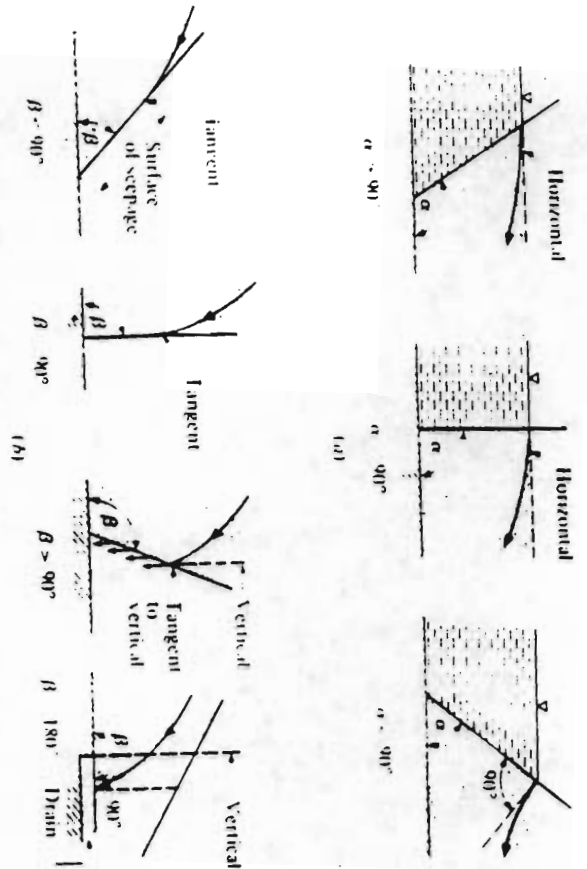 Horizontal
α
α 90
Horizontal
α
α 90°
90°
α
α 90°
(a)
Tangent
Surface
of seepage
β
β 90°
Tangent
β
β 90°
Vertical
Tangent
to
vertical
β
β > 90°
Vertical
β
90°
β 180°
Drain
(b)